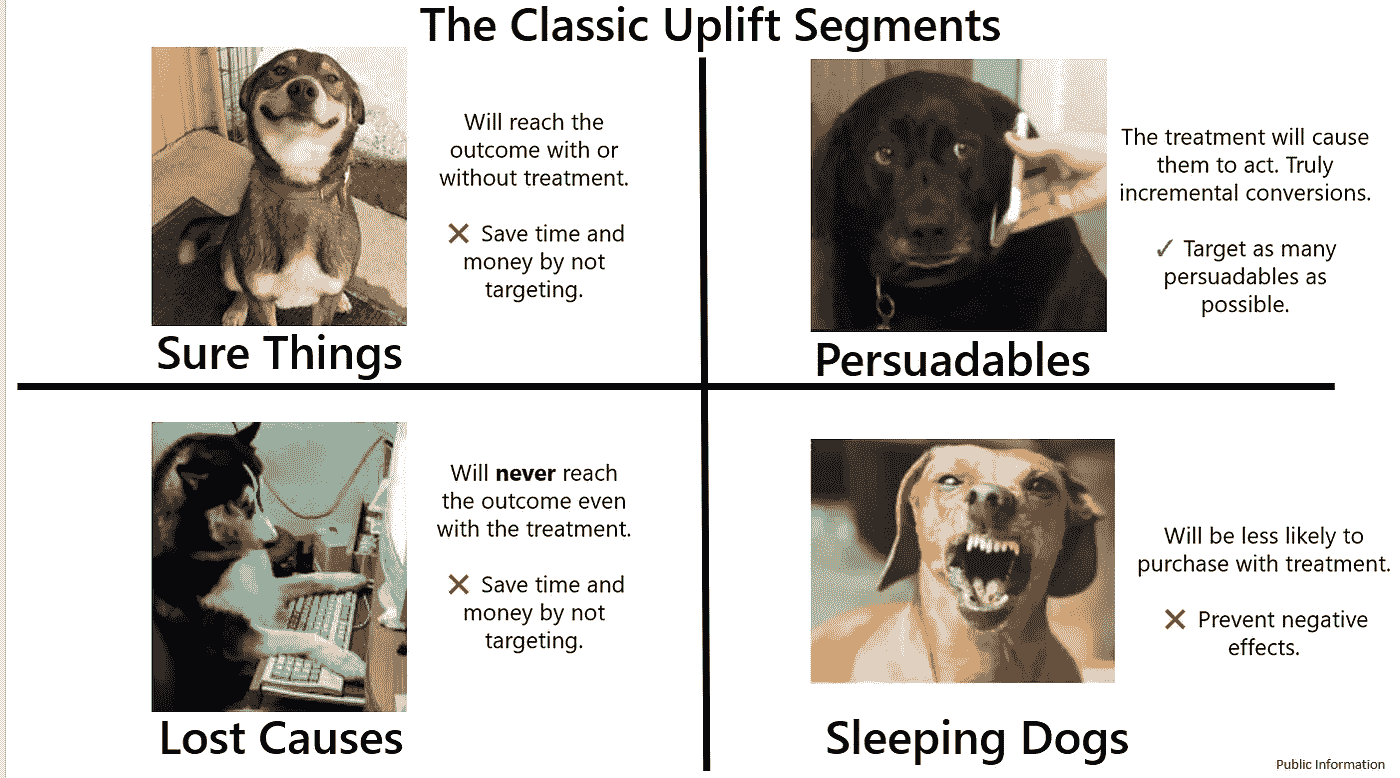 The Classic Uplift Segments
Will reach the
outcome with or
without treatment.
✕ Save time and
money by not
targeting.
Sure Things
The treatment will cause
them to act. Truly
incremental conversions.
✓ Target as many
persuadables as
possible.
Persuadables
Will never reach
the outcome even
with the treatment.
✕ Save time and
money by not
targeting.
Lost Causes
Will be less likely to
purchase with treatment.
✕ Prevent negative
effects.
Sleeping Dogs
Public Information